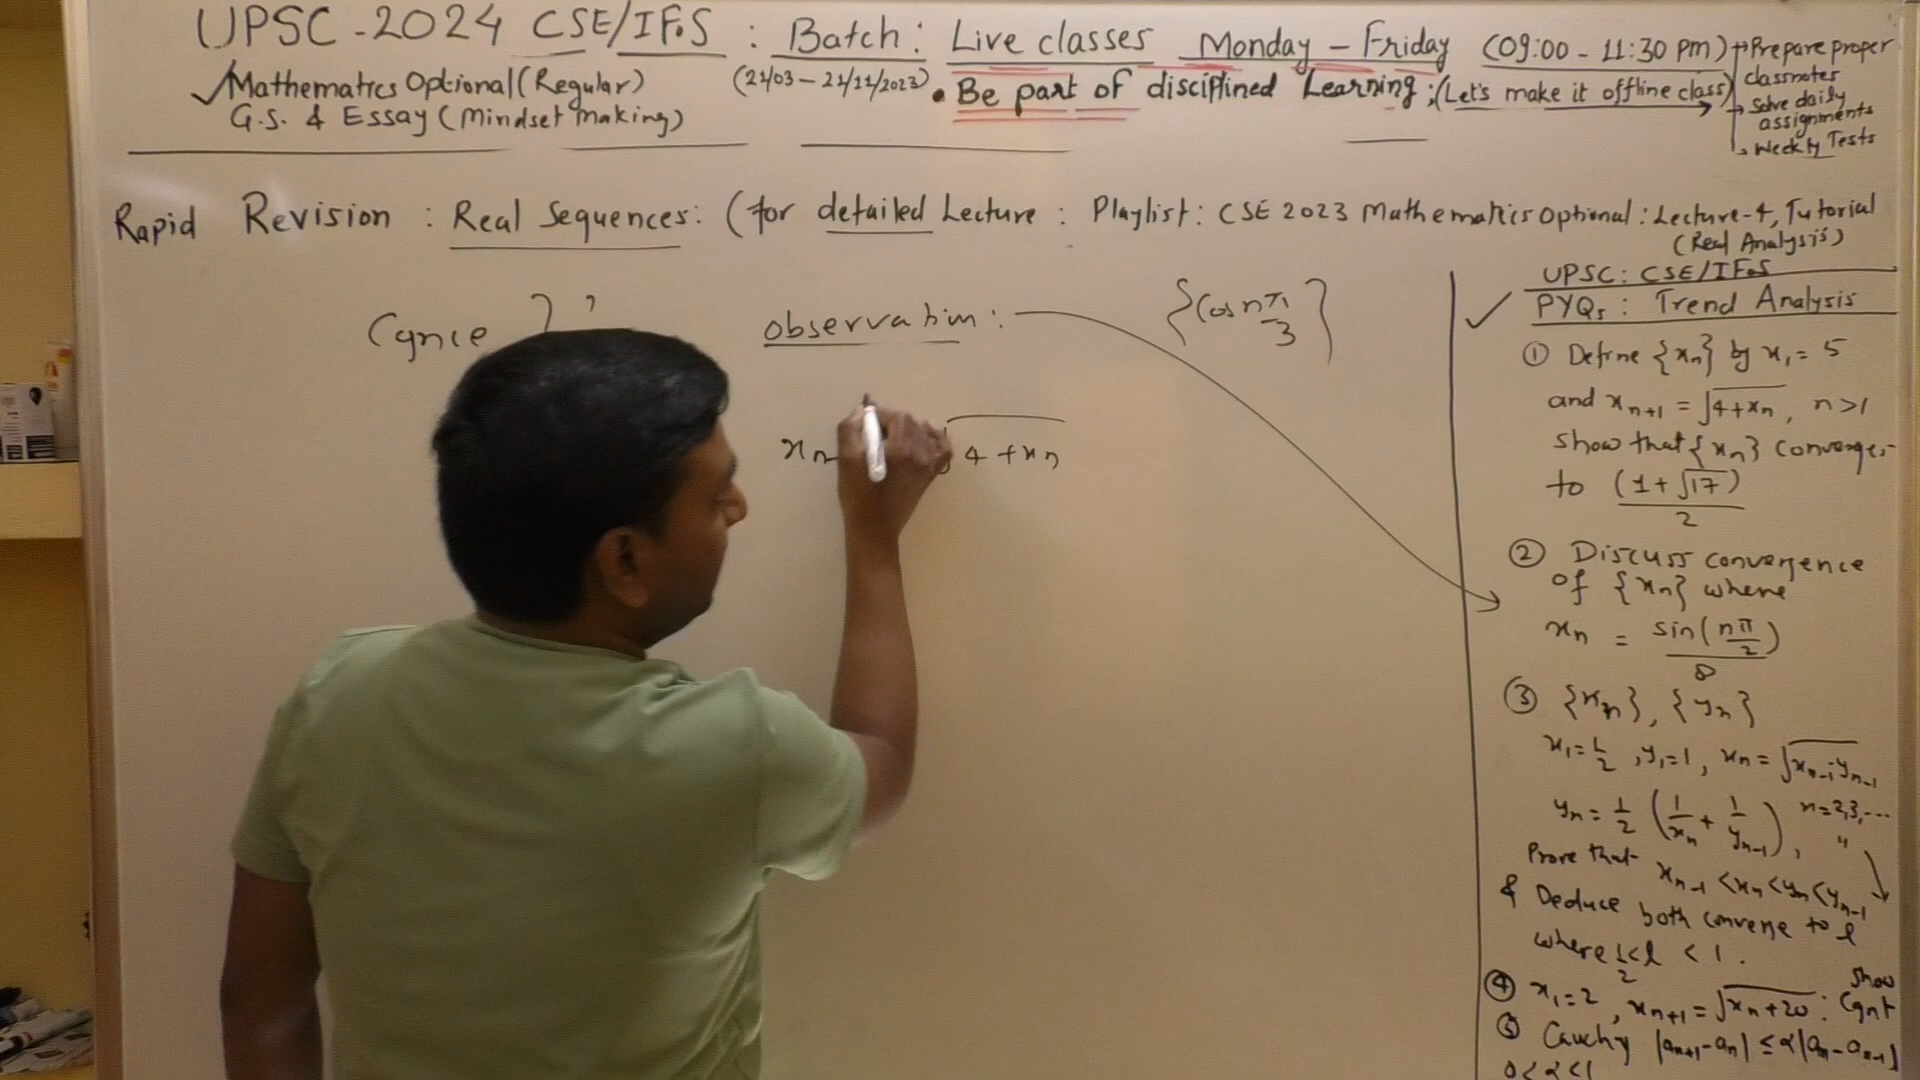 UPSC-2024 CSE/IFoS : Batch: Live classes Monday - Friday (09:00 - 11:30 pm)
Mathematics Optional (Regular) (21/03 - 21/11/2023) • Be part of disciplined Learning; (Let's make it offline class)
G.S. & Essay (Mindset making)
→ Prepare proper
classnotes
→ Solve daily
assignments
→ Weekly Tests
Rapid Revision : Real Sequences: (for detailed Lecture : Playlist: CSE 2023 Mathematics Optional: Lecture-4, Tutorial
(Real Analysis)
Cgnce
Observation: {Cos nπ/3}
xn √4+xn
UPSC: CSE/IFoS
✓ PYQs: Trend Analysis
① Define {xn} by x1 = 5
and xn+1 = √4+xn, n>1
show that {xn} converges
to (1+√17)/2
② Discuss convergence
of {xn} where
xn = sin(nπ/2)/8
③ {xn}, {yn}
x1=1/2, y1=1, xn = √xn-1 yn-1
yn = 1/2 (1/xn + 1/yn-1), n=2,3,...
Prove that xn-1 < xn < yn < yn-1
& Deduce both converge to l
where 1/2 < l < 1.
④ x1=2, xn+1 = √xn+20 : Show Cgnt
⑤ Cauchy |an+1-an| ≤ α|an-an-1|
0<α<1